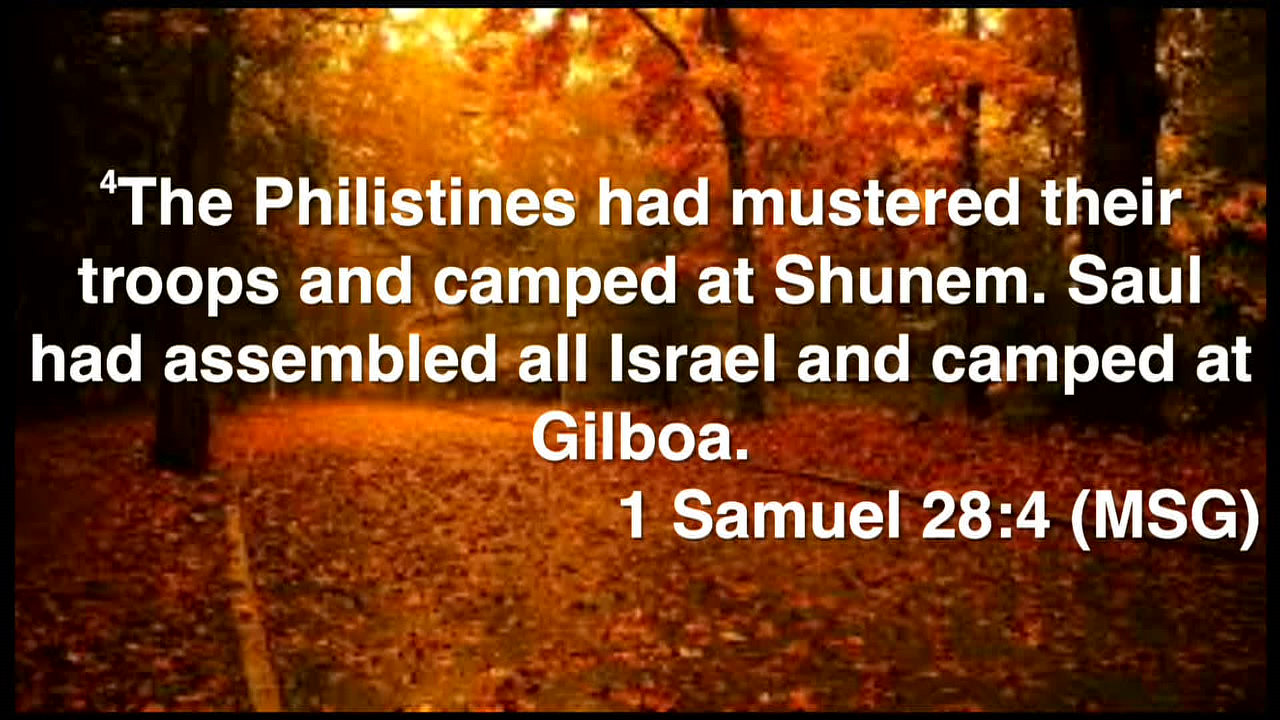 ⁴The Philistines had mustered their
troops and camped at Shunem. Saul
had assembled all Israel and camped at
Gilboa.
1 Samuel 28:4 (MSG)